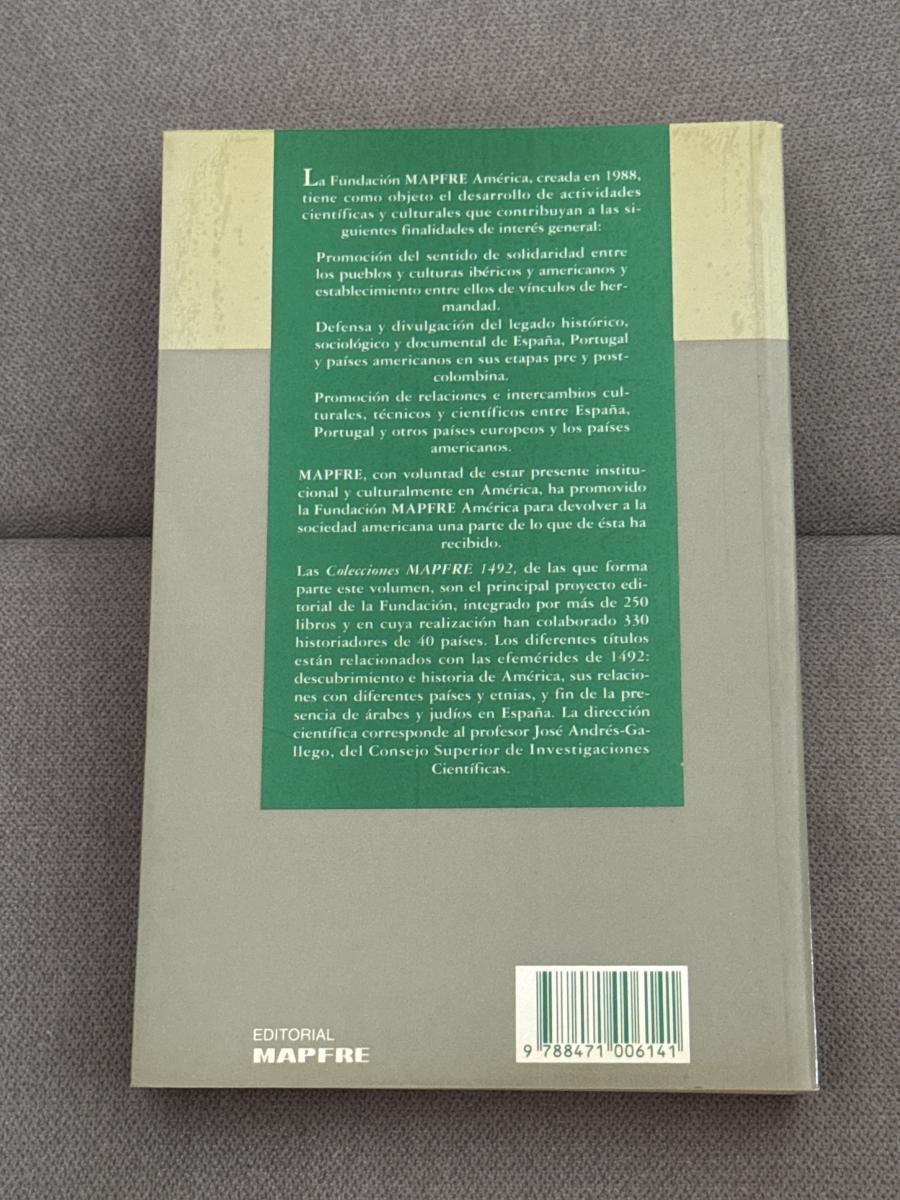 La Fundación MAPFRE América, creada en 1988,
tiene como objeto el desarrollo de actividades
científicas y culturales que contribuyan a las si-
guientes finalidades de interés general:
Promoción del sentido de solidaridad entre
los pueblos y culturas ibéricos y americanos y
establecimiento entre ellos de vínculos de her-
mandad.
Defensa y divulgación del legado histórico,
sociológico y documental de España, Portugal
y países americanos en sus etapas pre y post-
colombina.
Promoción de relaciones e intercambios cul-
turales, técnicos y científicos entre España,
Portugal y otros países europeos y los países
americanos.
MAPFRE, con voluntad de estar presente institu-
cional y culturalmente en América, ha promovido
la Fundación MAPFRE América para devolver a la
sociedad americana una parte de lo que de ésta ha
recibido.
Las Colecciones MAPFRE 1492, de las que forma
parte este volumen, son el principal proyecto edi-
torial de la Fundación, integrado por más de 250
libros y en cuya realización han colaborado 330
historiadores de 40 países. Los diferentes títulos
están relacionados con las efemérides de 1492:
descubrimiento e historia de América, sus relacio-
nes con diferentes países y etnias, y fin de la pre-
sencia de árabes y judíos en España. La dirección
científica corresponde al profesor José Andrés-Ga-
llego, del Consejo Superior de Investigaciones
Científicas.
EDITORIAL
MAPFRE
9 788471 006141